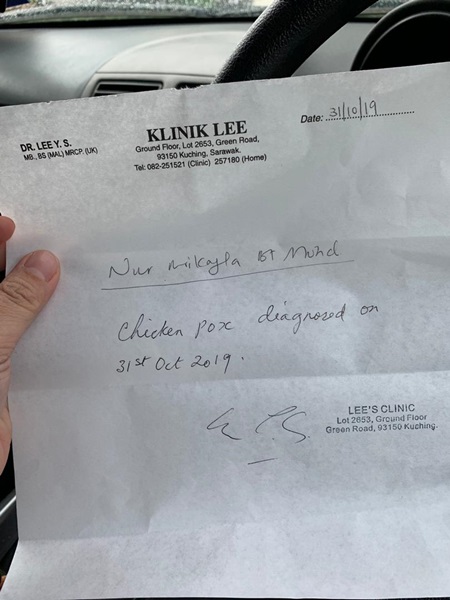 DR. LEE Y. S.
MB., BS (MAL) MRCP. (UK)
KLINIK LEE
Ground Floor, Lot 2653, Green Road,
93150 Kuching, Sarawak.
Tel: 082-251521 (Clinic) 257180 (Home)
Date: 31/10/19
Nur Mikayla Bt Mohd
Chicken pox diagnosed on
31st Oct 2019.
LEE'S CLINIC
Lot 2653, Ground Floor
Green Road, 93150 Kuching.